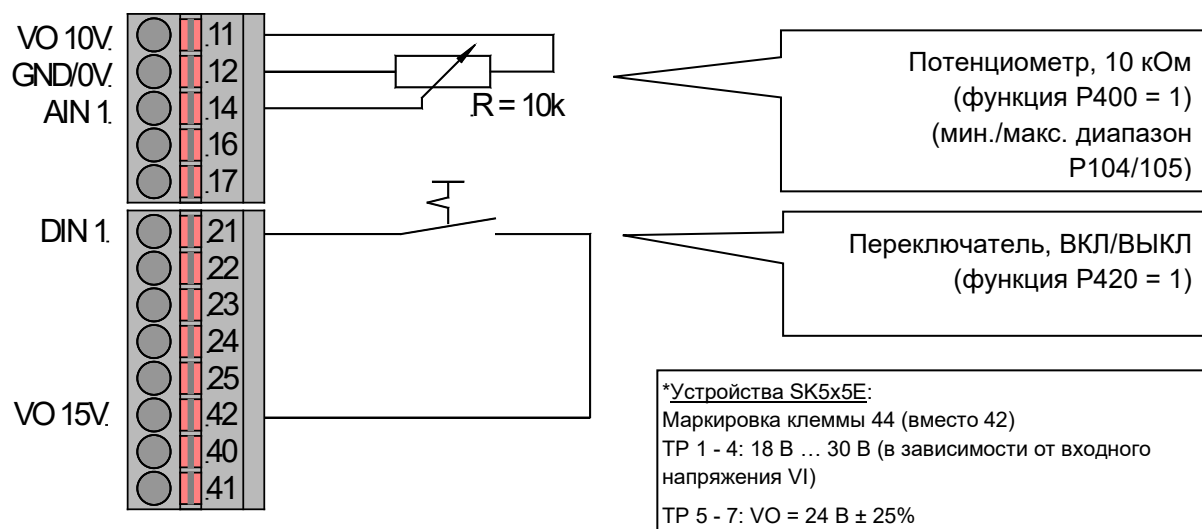 VO 10V.
GND/0V.
AIN 1.
.11
.12
.14
.16
.17
R = 10k
Потенциометр, 10 кОм
(функция P400 = 1)
(мин./макс. диапазон
P104/105)
DIN 1.
VO 15V.
.21
.22
.23
.24
.25
.42
.40
.41
Переключатель, ВКЛ/ВЫКЛ
(функция P420 = 1)
*Устройства SK5x5E:
Маркировка клеммы 44 (вместо 42)
TP 1 - 4: 18 В ... 30 В (в зависимости от входного
напряжения VI)
TP 5 - 7: VO = 24 В ± 25%